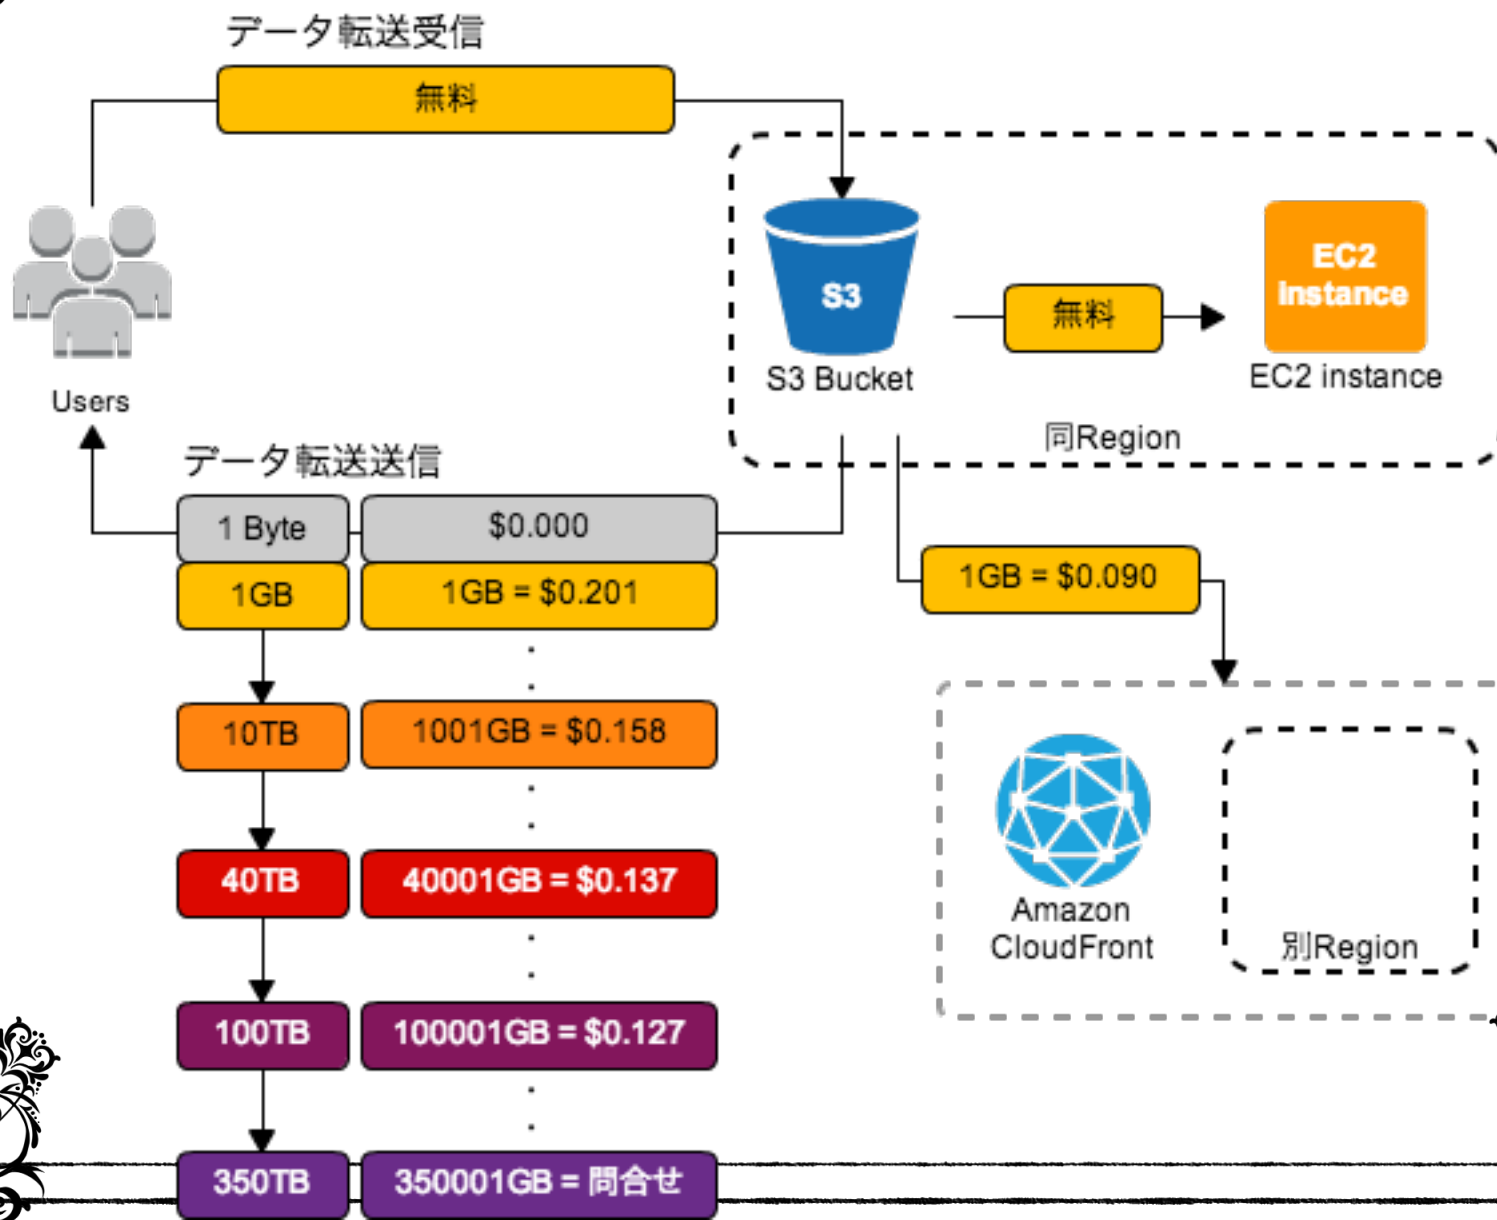 データ転送受信
無料
S3
EC2
Instance
無料
S3 Bucket
EC2 instance
Users
同Region
データ転送送信
1 Byte
$0.000
1GB
1GB = $0.201
1GB = $0.090
10TB
1001GB = $0.158
40TB
40001GB = $0.137
Amazon
CloudFront
別Region
100TB
100001GB = $0.127
350TB
350001GB = 問合せ